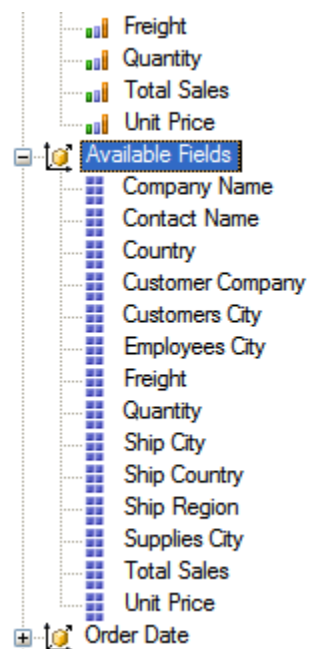 Freight
Quantity
Total Sales
Unit Price
Available Fields
Company Name
Contact Name
Country
Customer Company
Customers City
Employees City
Freight
Quantity
Ship City
Ship Country
Ship Region
Supplies City
Total Sales
Unit Price
Order Date